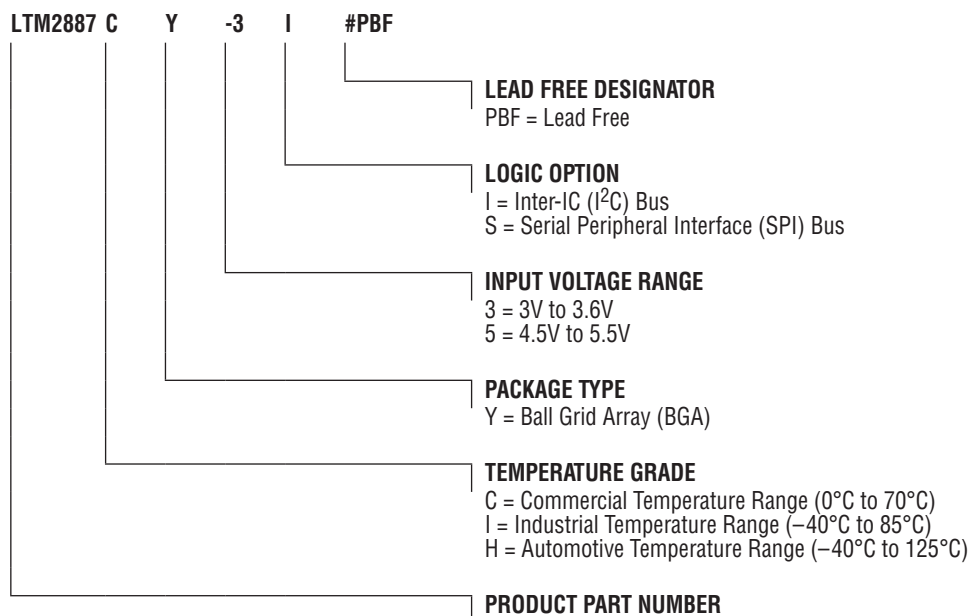 LTM2887 C Y -3 I #PBF
LEAD FREE DESIGNATOR
PBF = Lead Free
LOGIC OPTION
I = Inter-IC (I²C) Bus
S = Serial Peripheral Interface (SPI) Bus
INPUT VOLTAGE RANGE
3 = 3V to 3.6V
5 = 4.5V to 5.5V
PACKAGE TYPE
Y = Ball Grid Array (BGA)
TEMPERATURE GRADE
C = Commercial Temperature Range (0°C to 70°C)
I = Industrial Temperature Range (–40°C to 85°C)
H = Automotive Temperature Range (–40°C to 125°C)
PRODUCT PART NUMBER